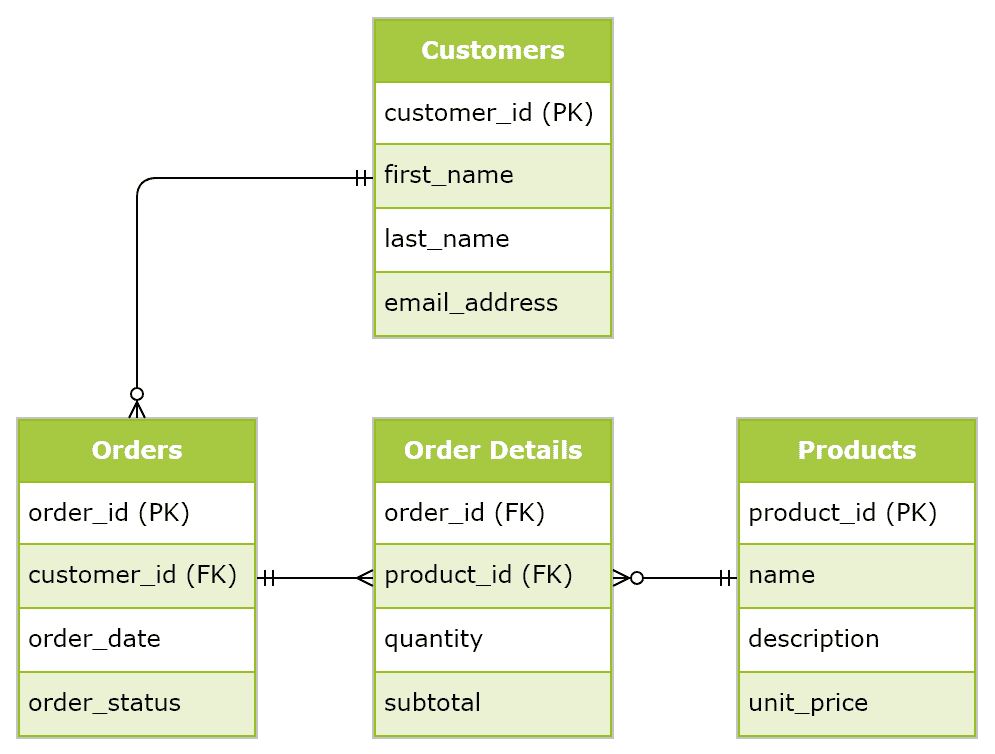 Customers
customer_id (PK)
first_name
last_name
email_address
Orders
order_id (PK)
customer_id (FK)
order_date
order_status
Order Details
order_id (FK)
product_id (FK)
quantity
subtotal
Products
product_id (PK)
name
description
unit_price